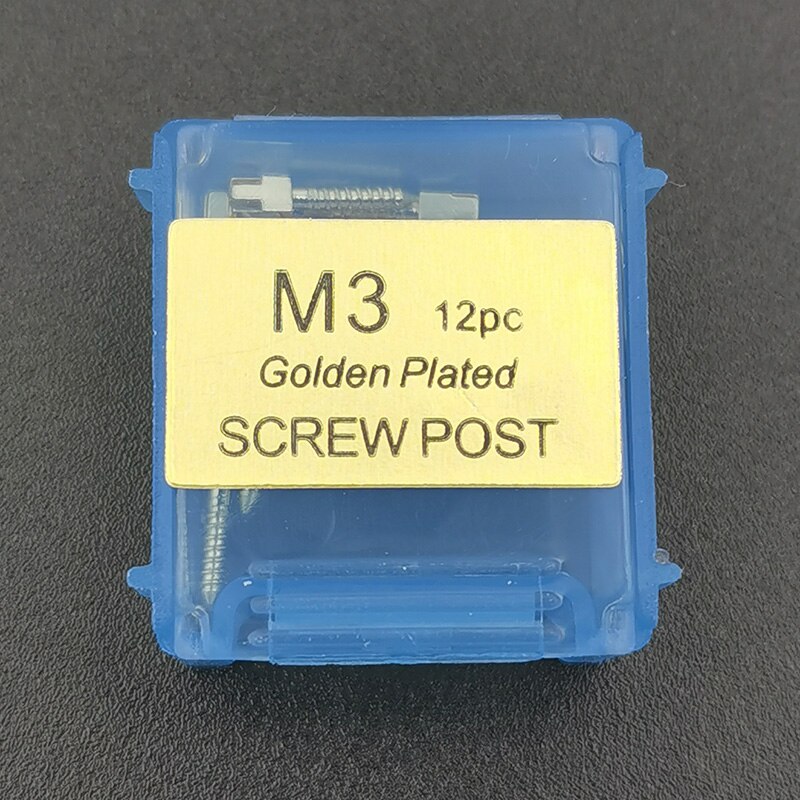 M3 12pc
Golden Plated
SCREW POST